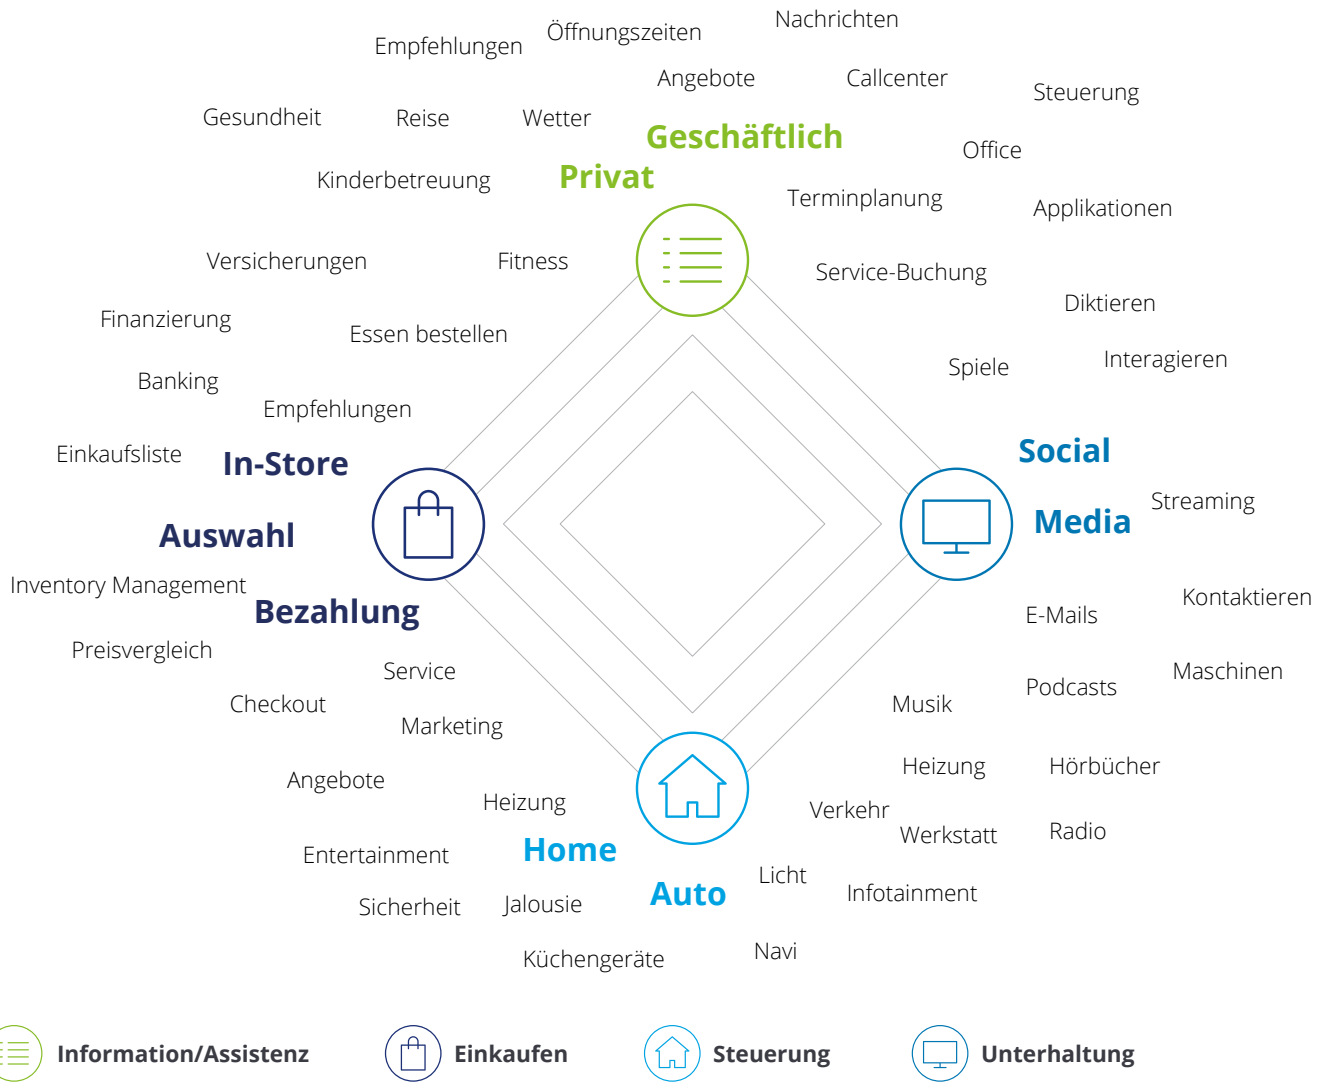 Nachrichten
Öffnungszeiten
Empfehlungen
Angebote
Callcenter
Steuerung
Gesundheit
Reise
Wetter
Geschäftlich
Office
Privat
Kinderbetreuung
Terminplanung
Applikationen
Versicherungen
Fitness
Service-Buchung
Diktieren
Finanzierung
Essen bestellen
Interagieren
Spiele
Banking
Empfehlungen
Einkaufsliste
In-Store
Social
Streaming
Auswahl
Media
Inventory Management
Kontaktieren
Bezahlung
E-Mails
Preisvergleich
Service
Maschinen
Podcasts
Checkout
Musik
Marketing
Heizung
Hörbücher
Angebote
Heizung
Verkehr
Werkstatt
Radio
Home
Entertainment
Licht
Auto
Infotainment
Sicherheit
Jalousie
Navi
Küchengeräte
Information/Assistenz
Einkaufen
Steuerung
Unterhaltung